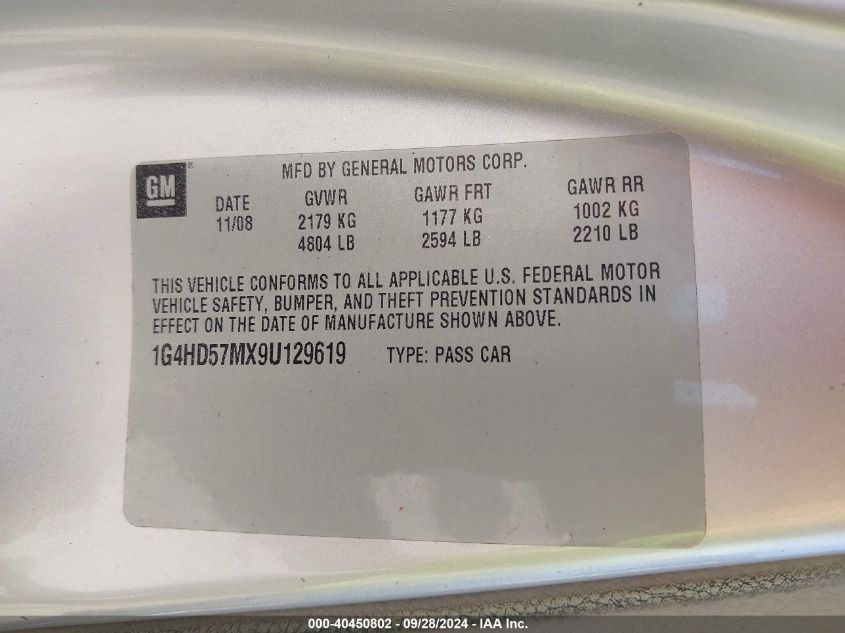 GM
MFD BY GENERAL MOTORS CORP.
DATE GVWR GAWR FRT GAWR RR
11/08 2179 KG 1177 KG 1002 KG
4804 LB 2594 LB 2210 LB
THIS VEHICLE CONFORMS TO ALL APPLICABLE U.S. FEDERAL MOTOR
VEHICLE SAFETY, BUMPER, AND THEFT PREVENTION STANDARDS IN
EFFECT ON THE DATE OF MANUFACTURE SHOWN ABOVE.
1G4HD57MX9U129619 TYPE: PASS CAR
000-40450802 - 09/28/2024 - IAA Inc.